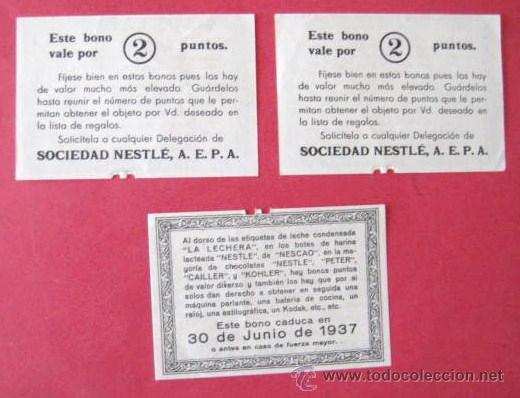 Este bono
vale por 2 puntos.
Fíjese bien en estos bonos pues los hay
de valor mucho más elevado. Guárdelos
hasta reunir el número de puntos que le per-
mitan obtener el objeto por Vd. deseado en
la lista de regalos.
Solicítela a cualquier Delegación de
SOCIEDAD NESTLÉ, A. E. P. A.
Este bono
vale por 2 puntos.
Fíjese bien en estos bonos pues los hay
de valor mucho más elevado. Guárdelos
hasta reunir el número de puntos que le per-
mitan obtener el objeto por Vd. deseado en
la lista de regalos.
Solicítela a cualquier Delegación de
SOCIEDAD NESTLÉ, A. E. P. A.
Al dorso de las etiquetas de leche condensada
"LA LECHERA", en los botes de harina
lacteada "NESTLÉ", de "NESCAO", en la ma-
yoría de chocolates "NESTLÉ", "PETER",
"CAILLER", y "KOHLER", hay bonos puntos
de valor diverso y también los hay que por si
solos dan derecho a obtener en seguida una
máquina parlante, una batería de cocina, un
reloj, una estilográfica, un Kodak, etc., etc.
Este bono caduca en
30 de Junio de 1937
o antes en caso de fuerza mayor.
todocoleccion
www.todocoleccion.net